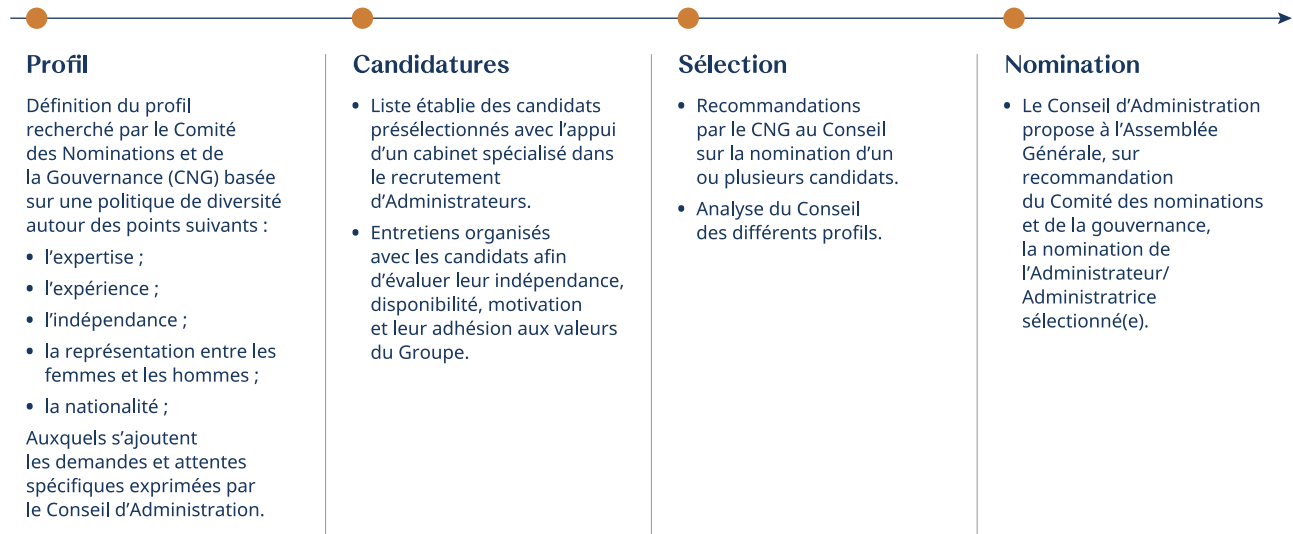 Profil
Définition du profil
recherché par le Comité
des Nominations et de
la Gouvernance (CNG) basée
sur une politique de diversité
autour des points suivants :
• l’expertise ;
• l’expérience ;
• l’indépendance ;
• la représentation entre les
femmes et les hommes ;
• la nationalité ;
Auxquels s’ajoutent
les demandes et attentes
spécifiques exprimées par
le Conseil d’Administration.
Candidatures
• Liste établie des candidats
présélectionnés avec l’appui
d’un cabinet spécialisé dans
le recrutement
d’Administrateurs.
• Entretiens organisés
avec les candidats afin
d’évaluer leur indépendance,
disponibilité, motivation
et leur adhésion aux valeurs
du Groupe.
Sélection
• Recommandations
par le CNG au Conseil
sur la nomination d’un
ou plusieurs candidats.
• Analyse du Conseil
des différents profils.
Nomination
• Le Conseil d’Administration
propose à l’Assemblée
Générale, sur
recommandation
du Comité des nominations
et de la gouvernance,
la nomination de
l’Administrateur/
Administratrice
sélectionné(e).